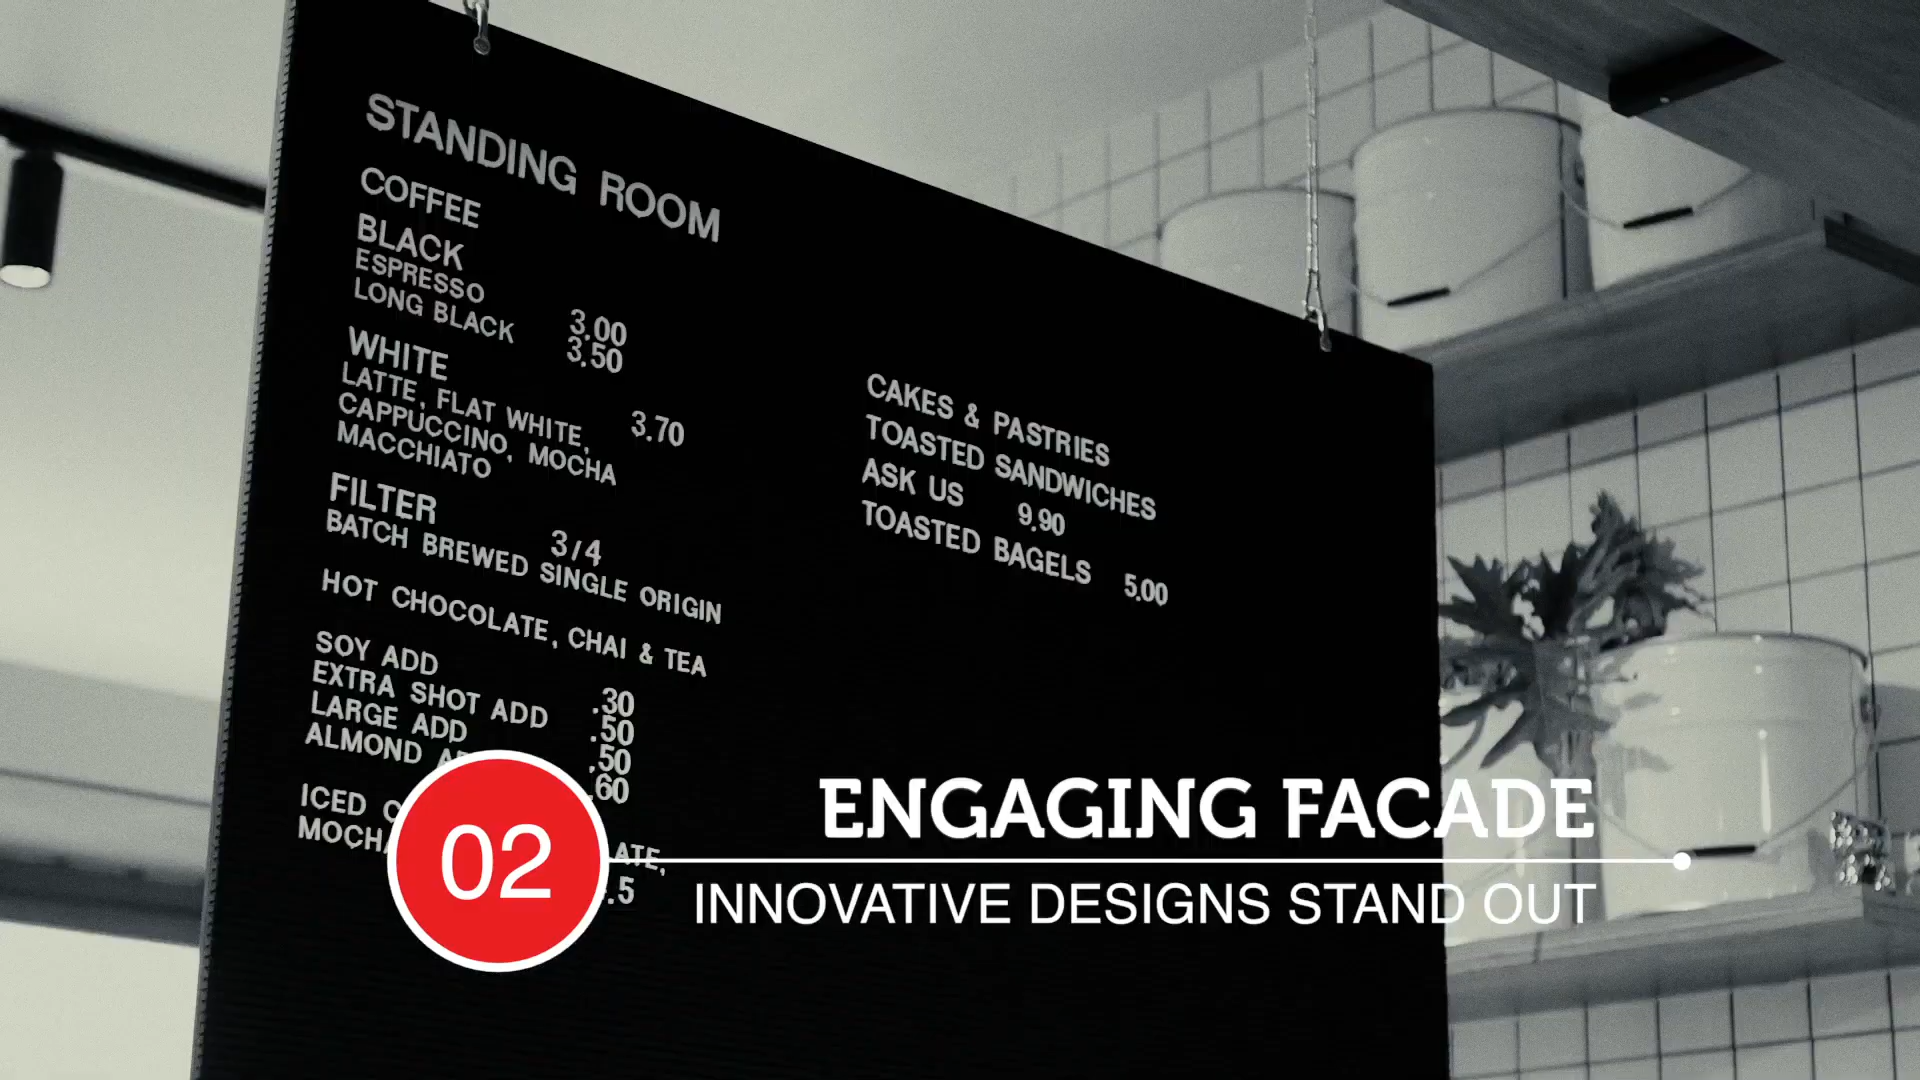 STANDING ROOM
COFFEE
BLACK
ESPRESSO 3.00
LONG BLACK 3.50
WHITE
LATTE, FLAT WHITE, 3.70
CAPPUCCINO, MOCHA
MACCHIATO
FILTER 3/4
BATCH BREWED SINGLE ORIGIN
HOT CHOCOLATE, CHAI & TEA
SOY ADD .30
EXTRA SHOT ADD .50
LARGE ADD .50
ALMOND .60
ICED
CAKES & PASTRIES
TOASTED SANDWICHES
ASK US 9.90
TOASTED BAGELS 5.00
02
ENGAGING FACADE
INNOVATIVE DESIGNS STAND OUT